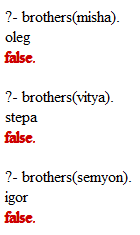 ?- brothers(misha).
oleg
false.
?- brothers(vitya).
stepa
false.
?- brothers(semyon).
igor
false.